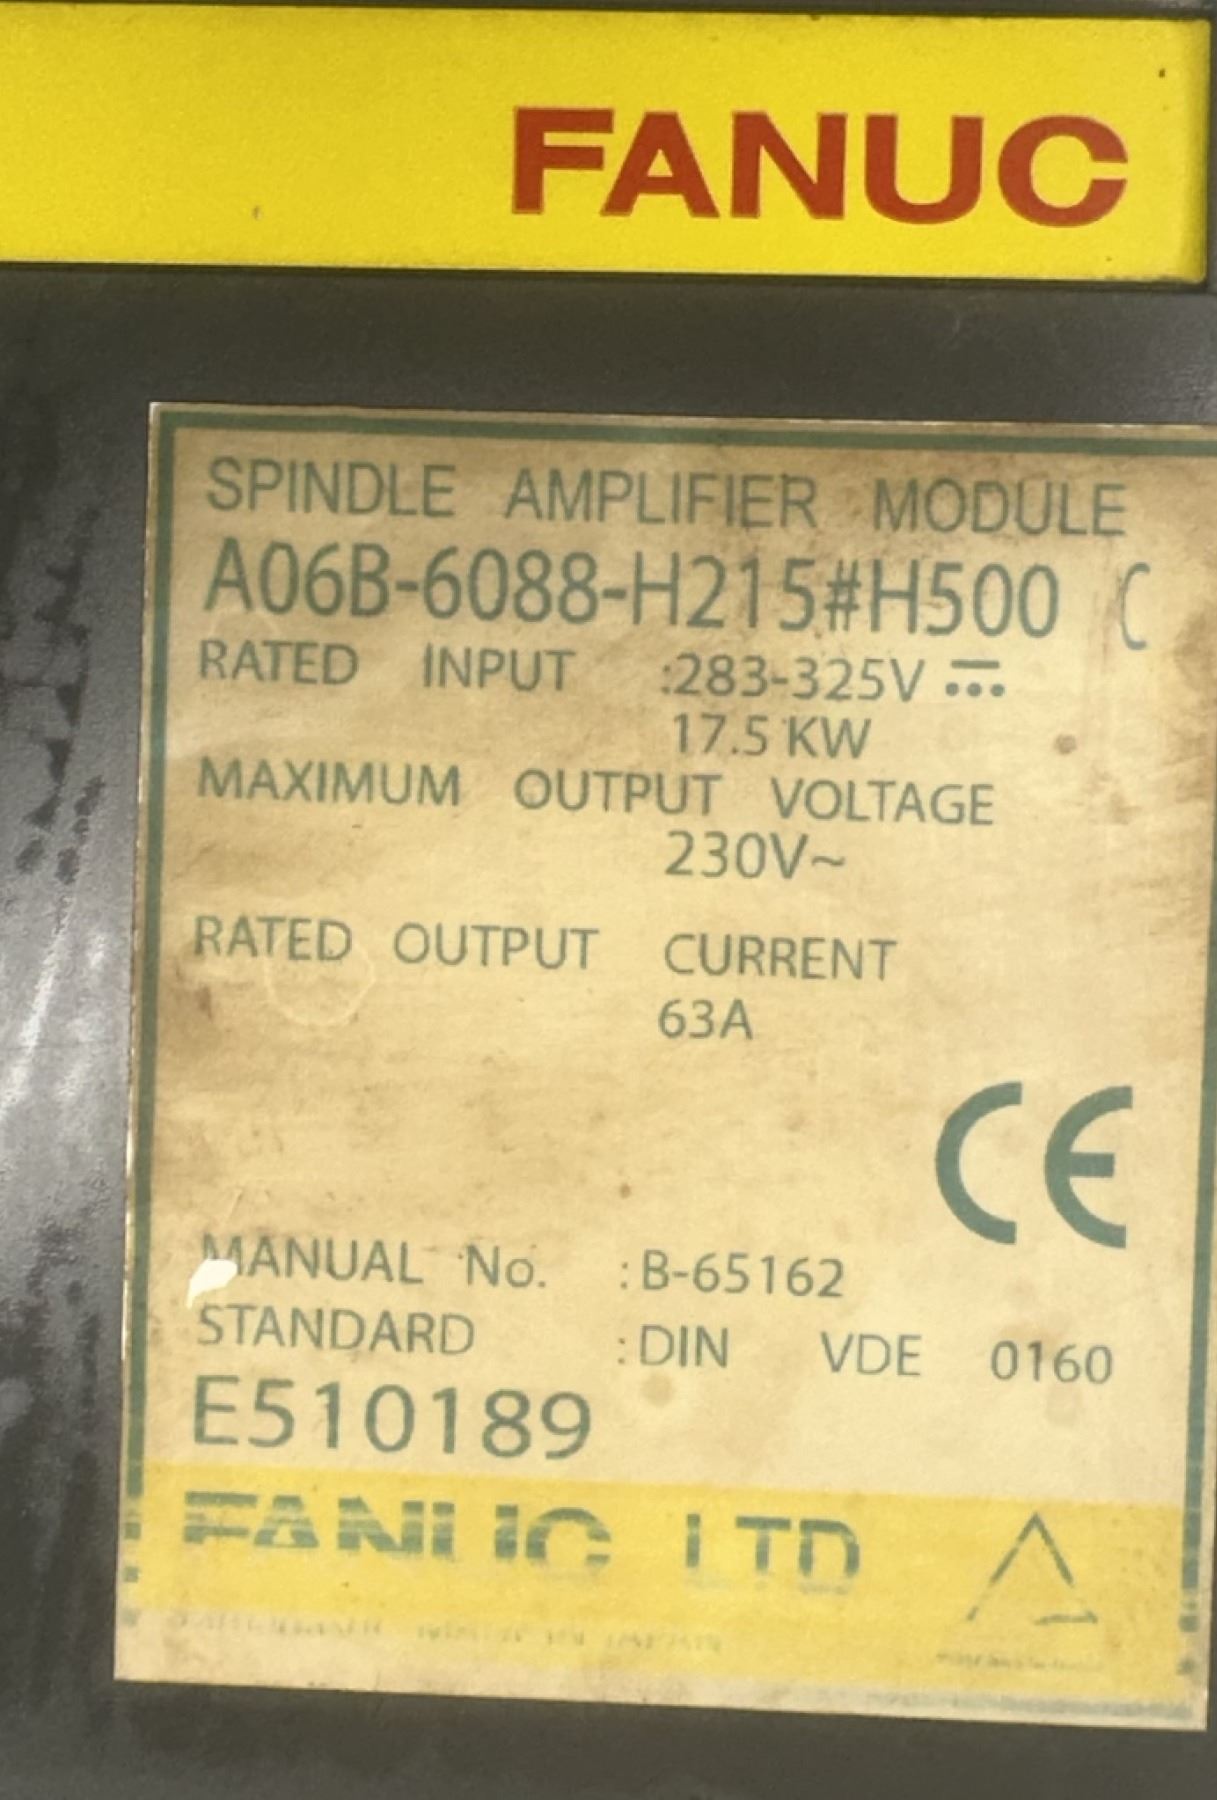 FANUC
SPINDLE AMPLIFIER MODULE
A06B-6088-H215#H500 C
RATED INPUT :283-325V ⎓
17.5 KW
MAXIMUM OUTPUT VOLTAGE
230V~
RATED OUTPUT CURRENT
63A
CE
MANUAL No. :B-65162
STANDARD :DIN VDE 0160
E510189
FANUC LTD